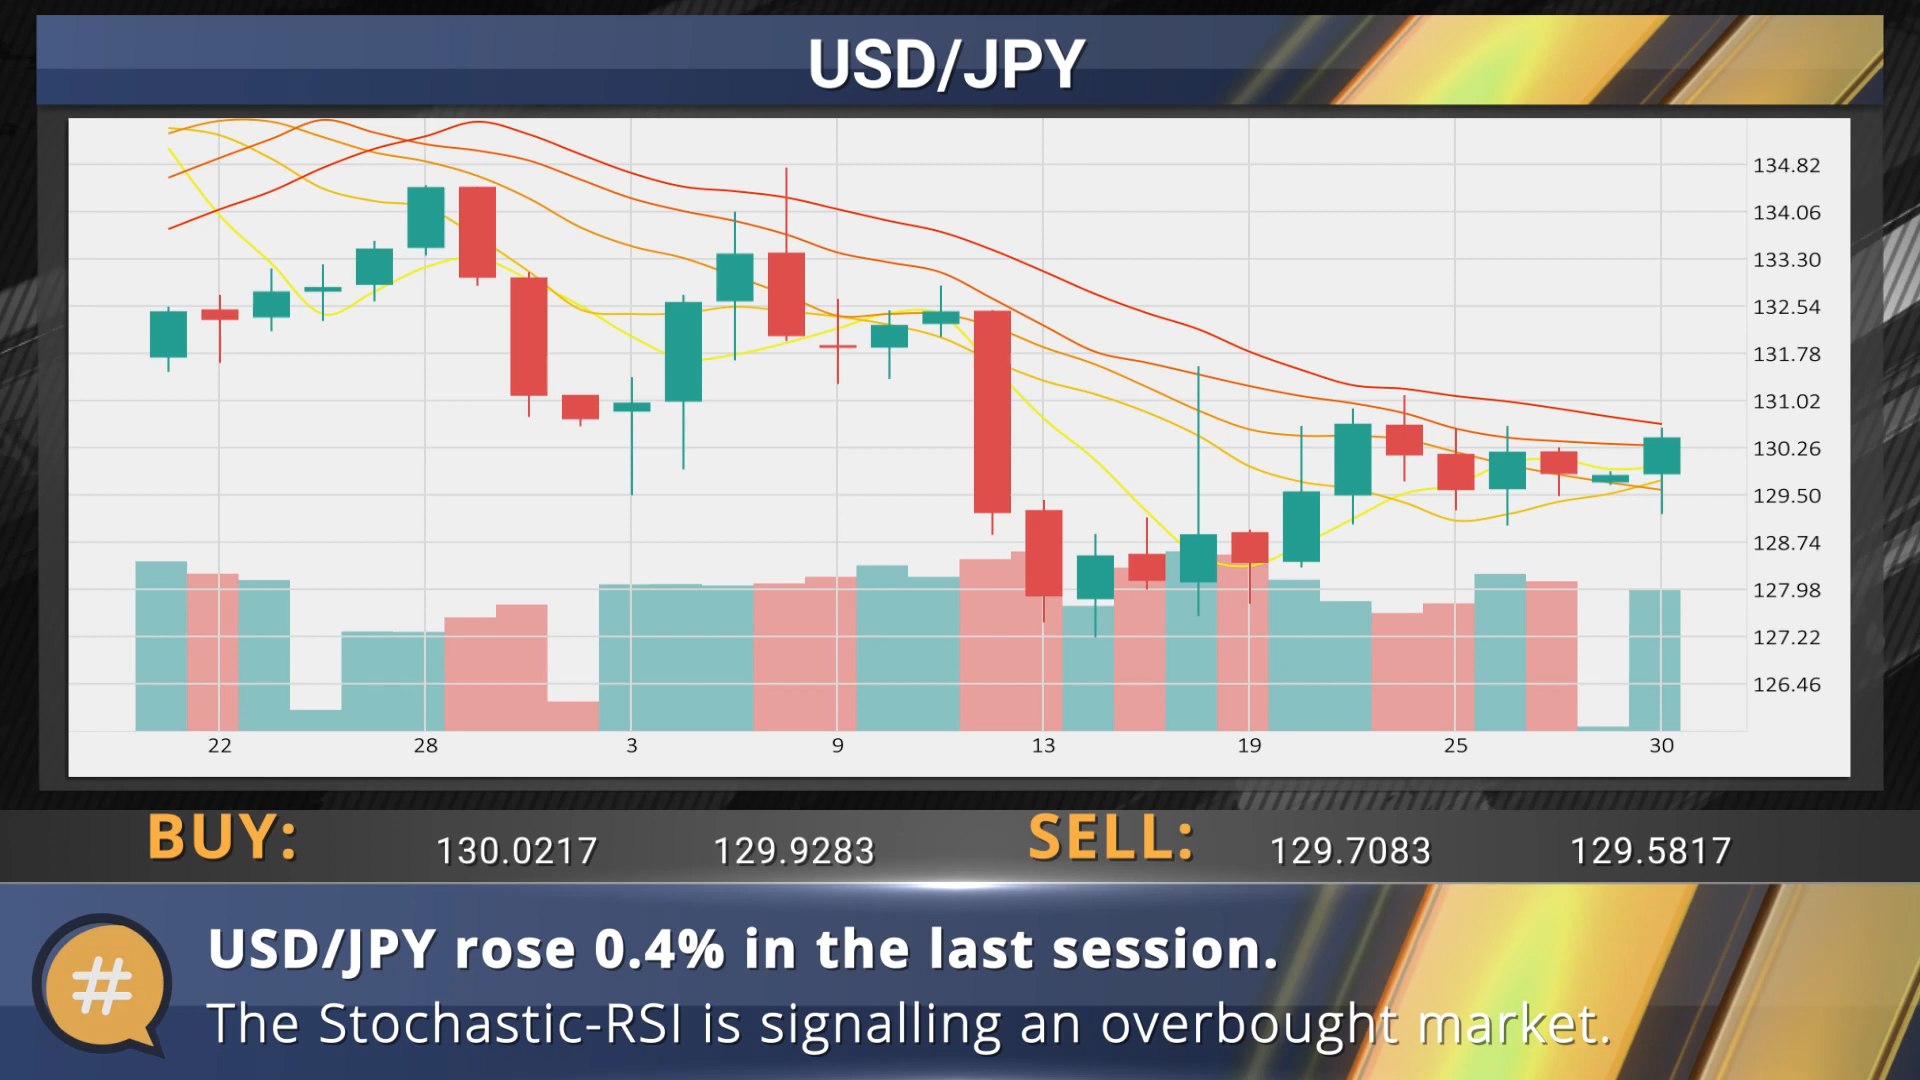 USD/JPY
134.82
134.06
133.30
132.54
131.78
131.02
130.26
129.50
128.74
127.98
127.22
126.46
22 28 3 9 13 19 25 30
BUY: 130.0217 129.9283 SELL: 129.7083 129.5817
#
USD/JPY rose 0.4% in the last session.
The Stochastic-RSI is signalling an overbought market.